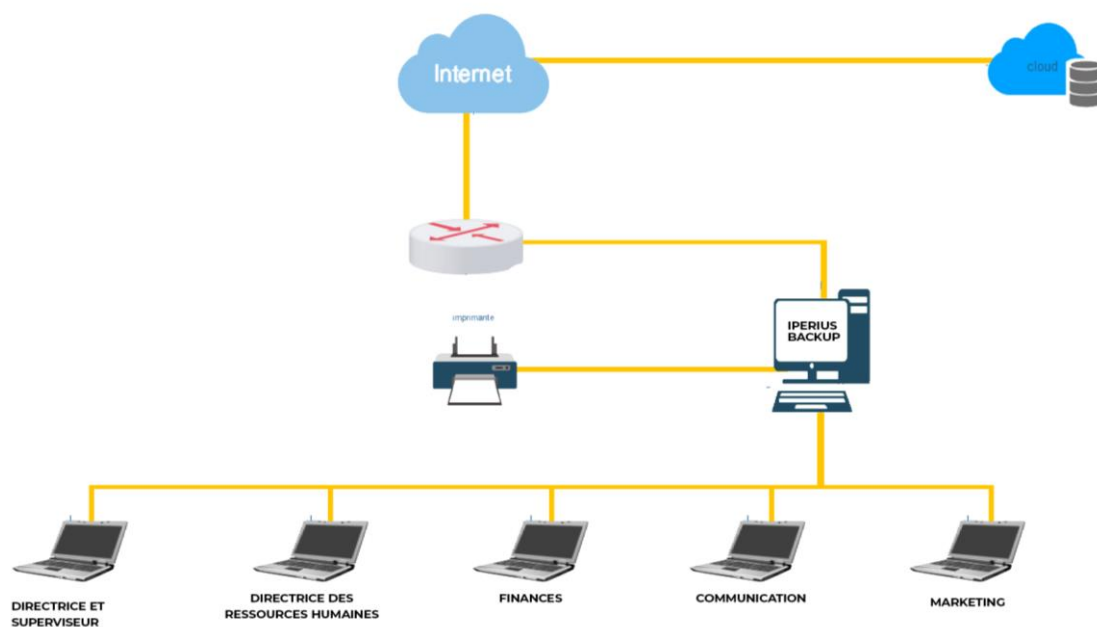 Internet
cloud
imprimante
IPERIUS
BACKUP
DIRECTRICE ET
SUPERVISEUR
DIRECTRICE DES
RESSOURCES HUMAINES
FINANCES
COMMUNICATION
MARKETING